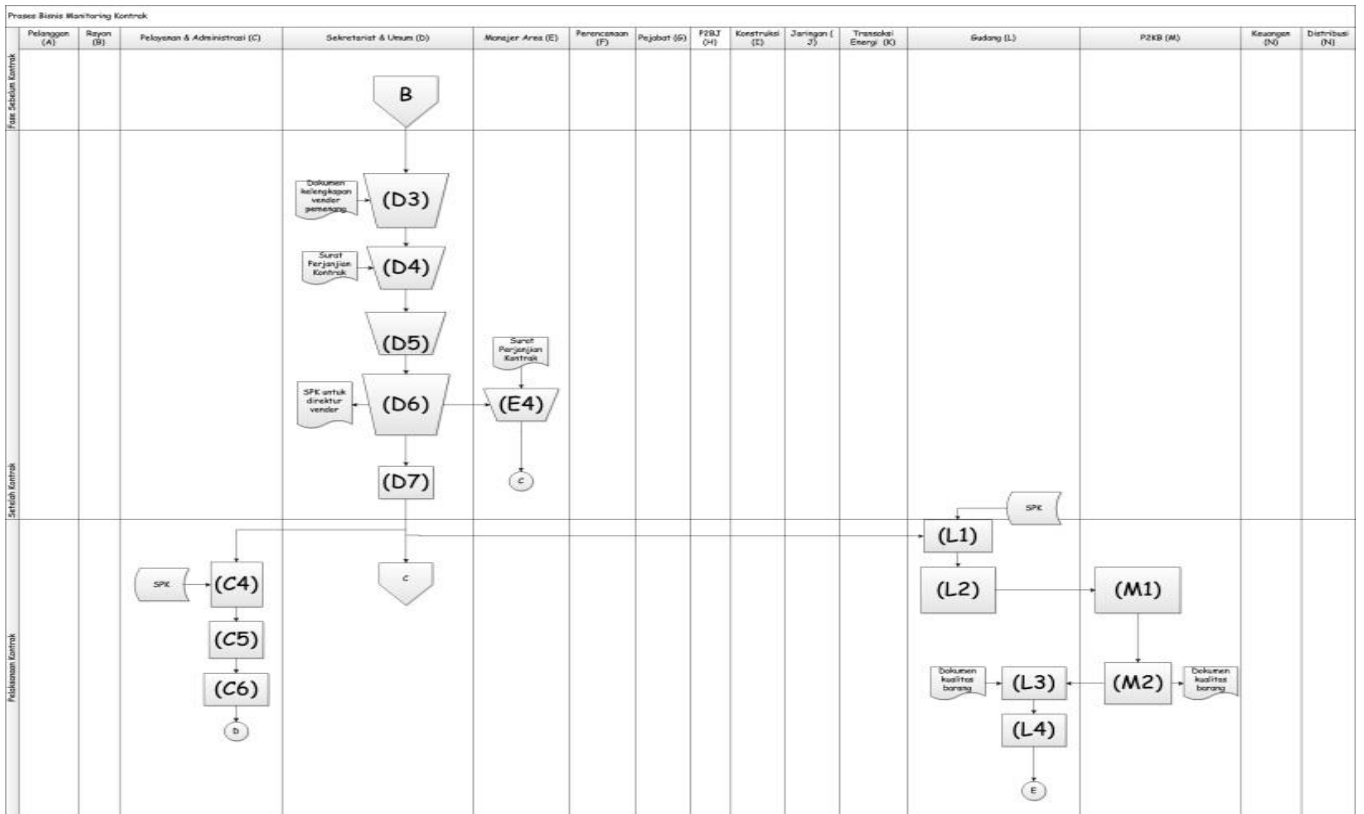 Proses Bisnis Monitoring Kontrak
Pelanggan
(A)
Rayon
(B)
Pelayanan & Administrasi (C)
Sekretariat & Umum (D)
Manajer Area (E)
Perencanaan
(F)
Pejabat (G)
P2BJ
(H)
Konstruksi
(I)
Jaringan (
J)
Transaksi
Energi (K)
Gudang (L)
P2KB (M)
Keuangan
(N)
Distribusi
(N)
Fase Sebelum Kontrak
B
Setelah Kontrak
Dokumen
kelengkapan
vendor
pemenang
(D3)
Surat
Perjanjian
Kontrak
(D4)
(D5)
Surat
Perjanjian
Kontrak
SPK untuk
direktur
vendor
(D6)
(E4)
(D7)
C
SPK
Pelaksanaan Kontrak
(L1)
SPK
(C4)
C
(L2)
(M1)
(C5)
(C6)
Dokumen
kualitas
barang
(L3)
(M2)
Dokumen
kualitas
barang
D
(L4)
E